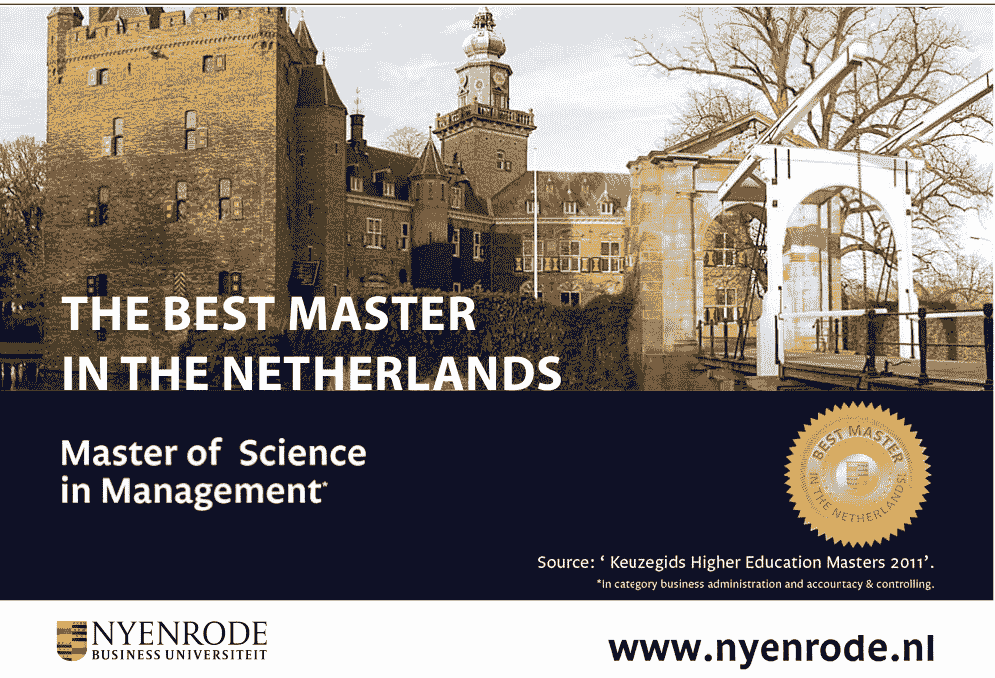 THE BEST MASTER
IN THE NETHERLANDS
Master of Science
in Management*
BEST MASTER
IN THE NETHERLANDS!
Source: ‘ Keuzegids Higher Education Masters 2011’.
*In category business administration and accountacy & controlling.
NYENRODE
BUSINESS UNIVERSITEIT
www.nyenrode.nl